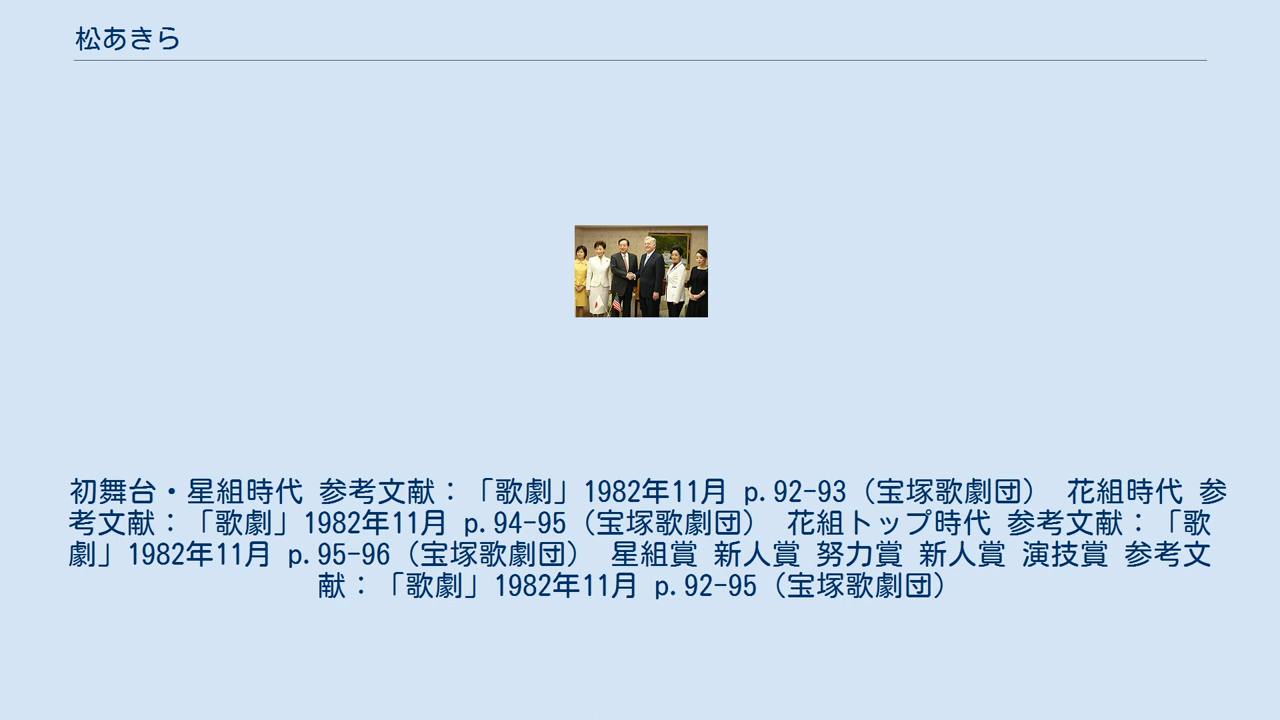 松あきら
初舞台・星組時代 参考文献：「歌劇」1982年11月 p.92-93（宝塚歌劇団） 花組時代 参
考文献：「歌劇」1982年11月 p.94-95（宝塚歌劇団） 花組トップ時代 参考文献：「歌
劇」1982年11月 p.95-96（宝塚歌劇団） 星組賞 新人賞 努力賞 新人賞 演技賞 参考文
献：「歌劇」1982年11月 p.92-95（宝塚歌劇団）